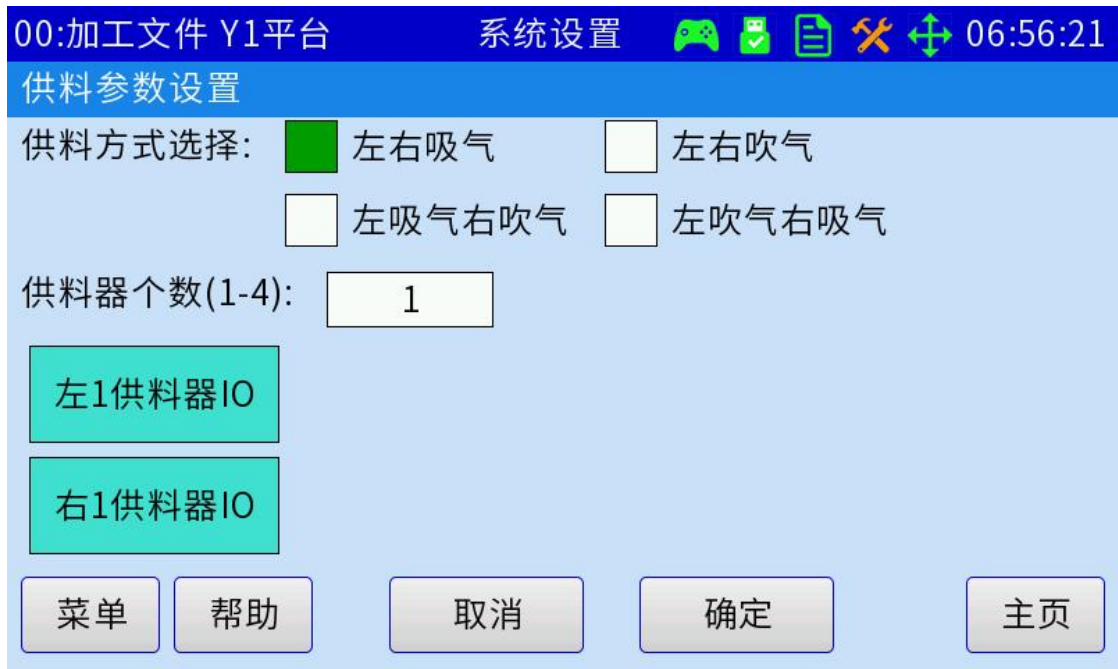 00:加工文件 Y1平台 系统设置 06:56:21
供料参数设置
供料方式选择: 左右吸气 左右吹气
左吸气右吹气 左吹气右吸气
供料器个数(1-4): 1
左1供料器IO
右1供料器IO
菜单 帮助 取消 确定 主页